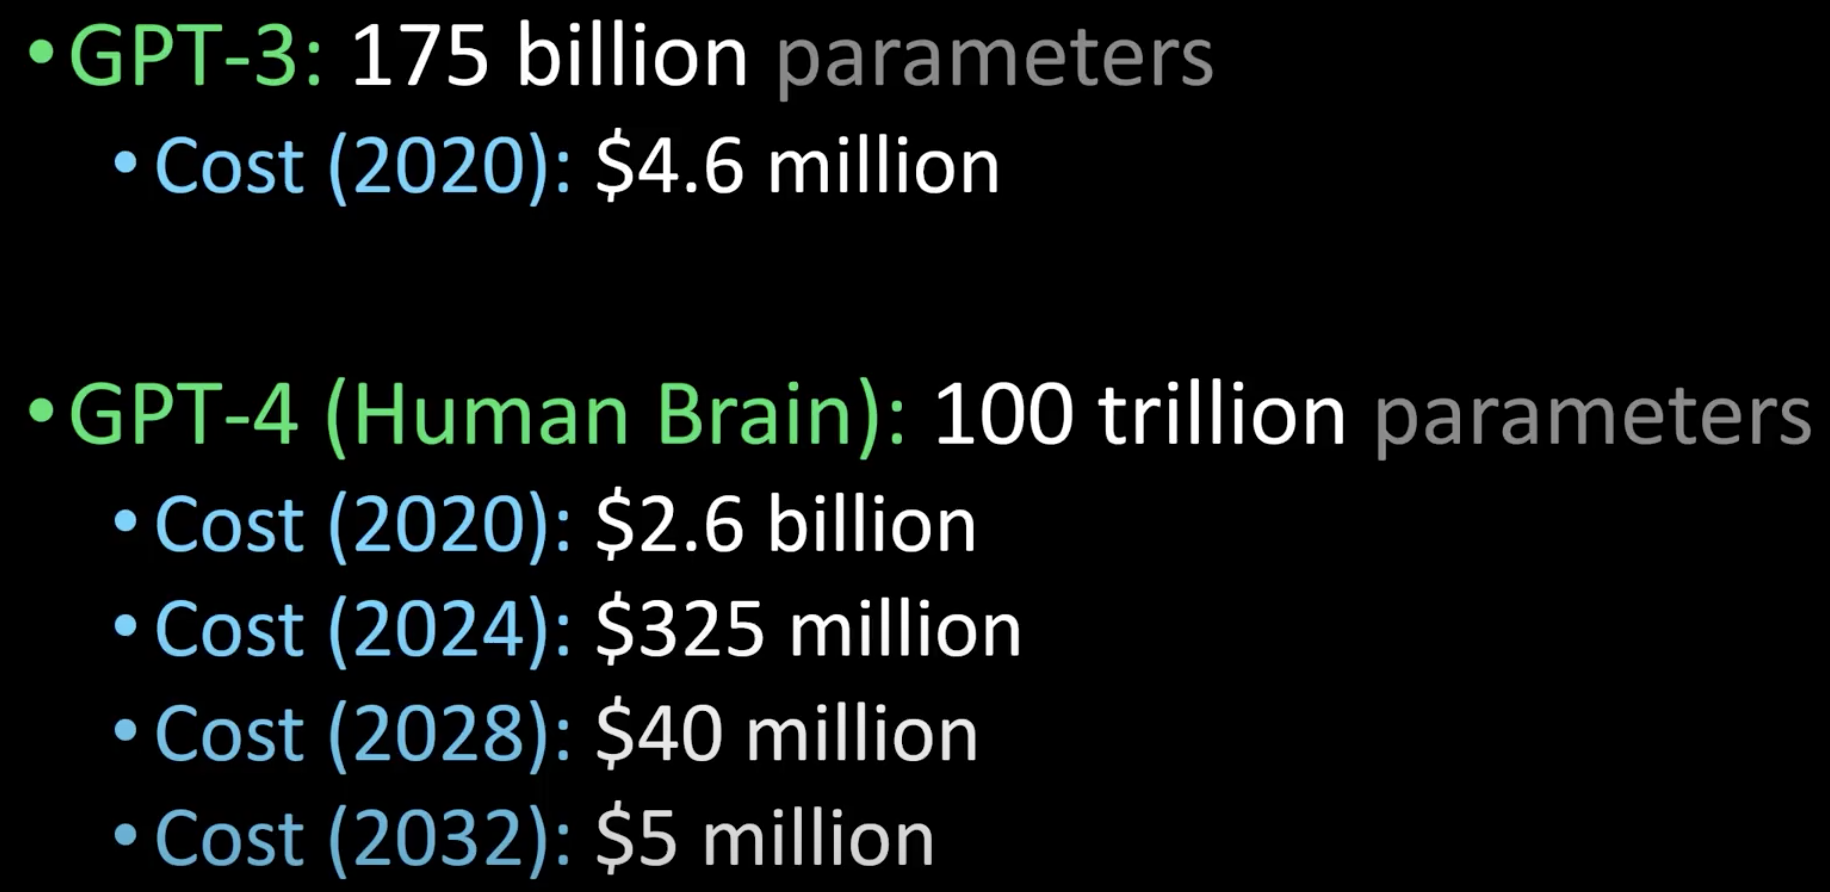 •GPT-3: 175 billion parameters
•Cost (2020): $4.6 million
•GPT-4 (Human Brain): 100 trillion parameters
•Cost (2020): $2.6 billion
•Cost (2024): $325 million
•Cost (2028): $40 million
•Cost (2032): $5 million